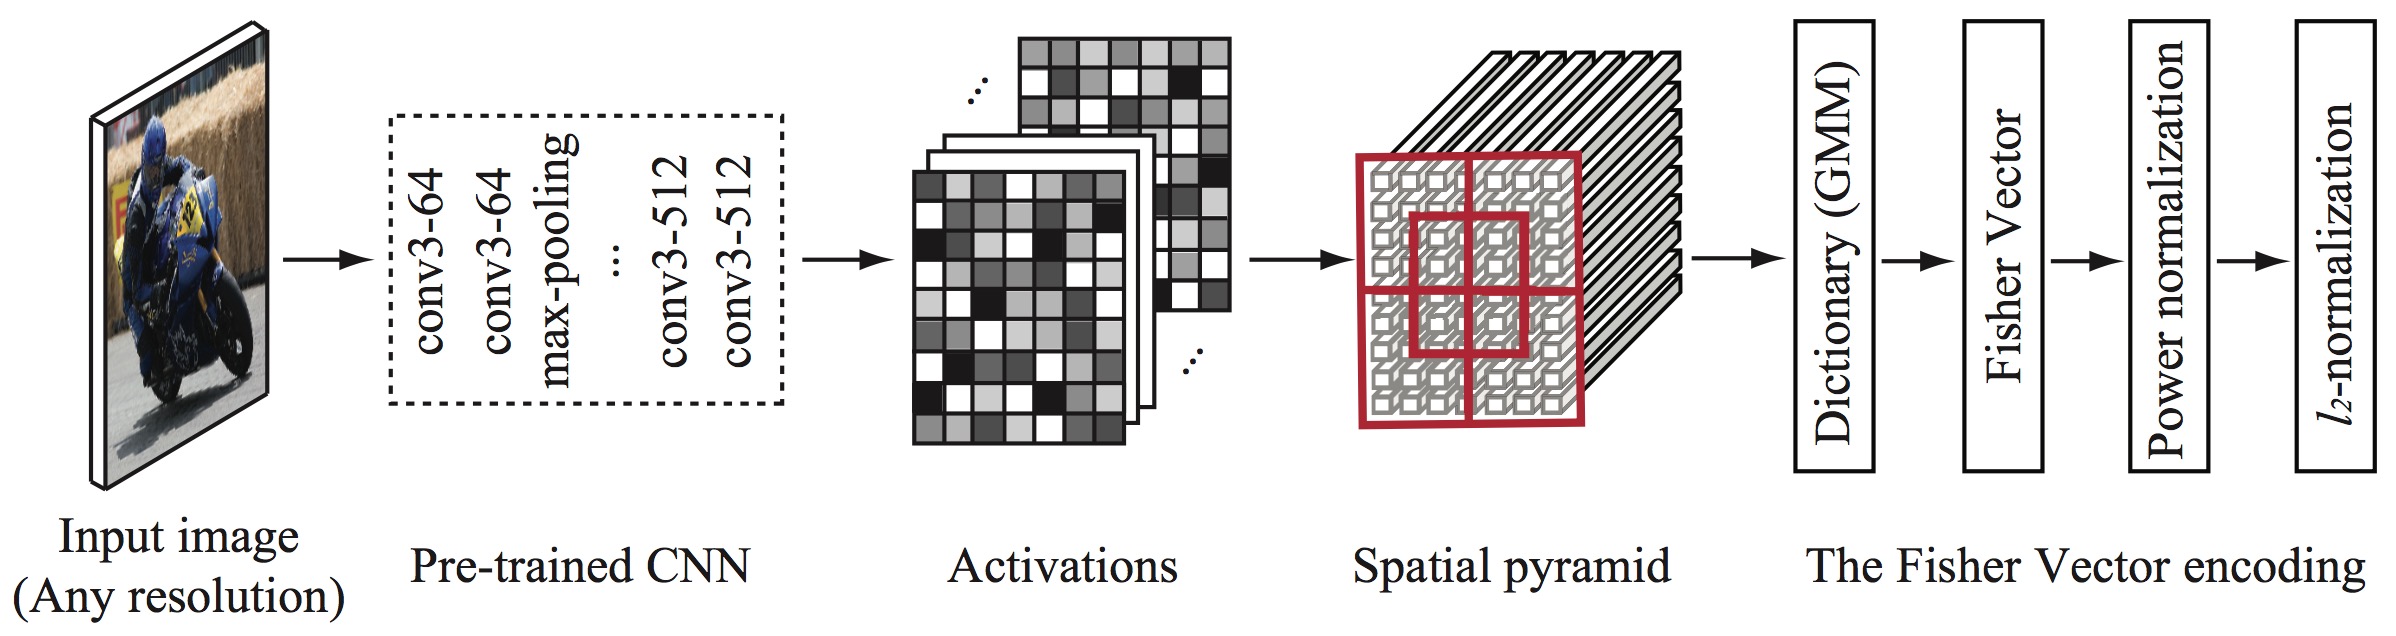 conv3-64
conv3-64
max-pooling
...
conv3-512
conv3-512
Dictionary (GMM)
Fisher Vector
Power normalization
l2-normalization
Input image
(Any resolution)
Pre-trained CNN
Activations
Spatial pyramid
The Fisher Vector encoding